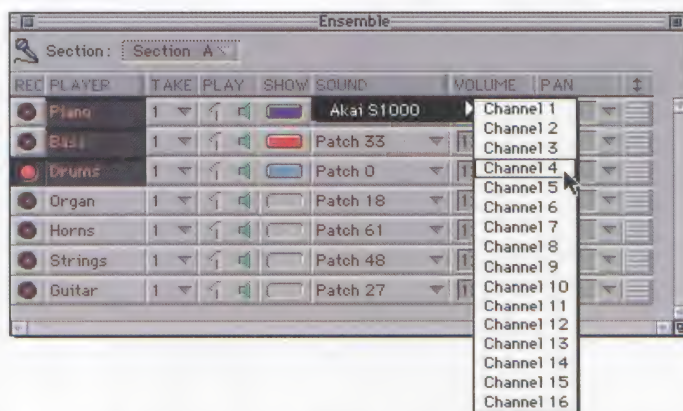 Ensemble
Section: Section A
REC PLAYER TAKE PLAY SHOW SOUND VOLUME PAN
Piano 1 Akai S1000 Channel 1
Channel 2
Bass 1 Patch 33 Channel 3
Drums 1 Patch 0 Channel 4
Channel 5
Organ 1 Patch 18 Channel 6
Horns 1 Patch 61 Channel 7
Channel 8
Strings 1 Patch 48 Channel 9
Guitar 1 Patch 27 Channel 10
Channel 11
Channel 12
Channel 13
Channel 14
Channel 15
Channel 16